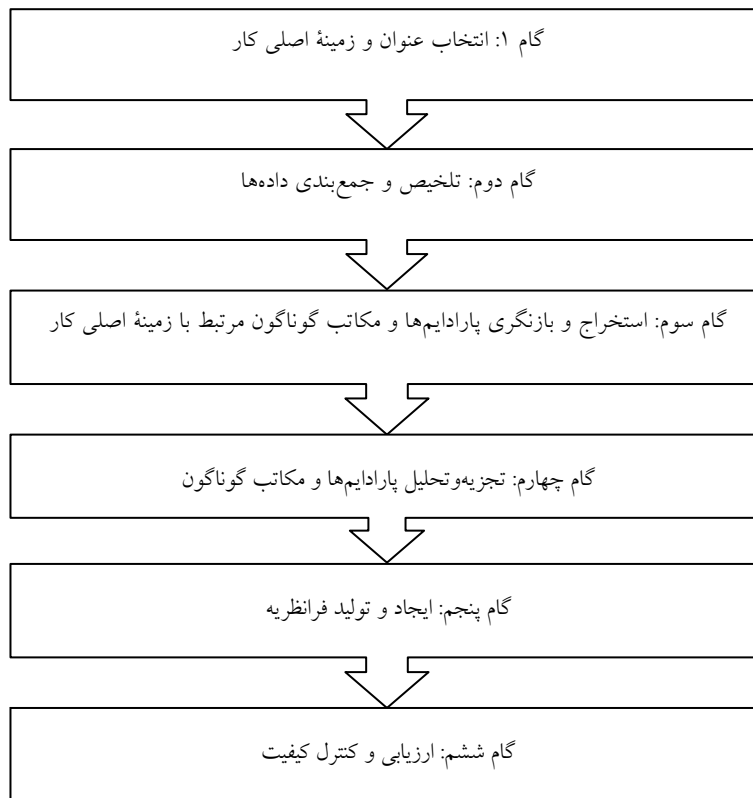 گام ۱: انتخاب عنوان و زمینهٔ اصلی کار
گام دوم: تلخیص و جمع‌بندی داده‌ها
گام سوم: استخراج و بازنگری پارادایم‌ها و مکاتب گوناگون مرتبط با زمینهٔ اصلی کار
گام چهارم: تجزیه‌وتحلیل پارادایم‌ها و مکاتب گوناگون
گام پنجم: ایجاد و تولید فرانظریه
گام ششم: ارزیابی و کنترل کیفیت